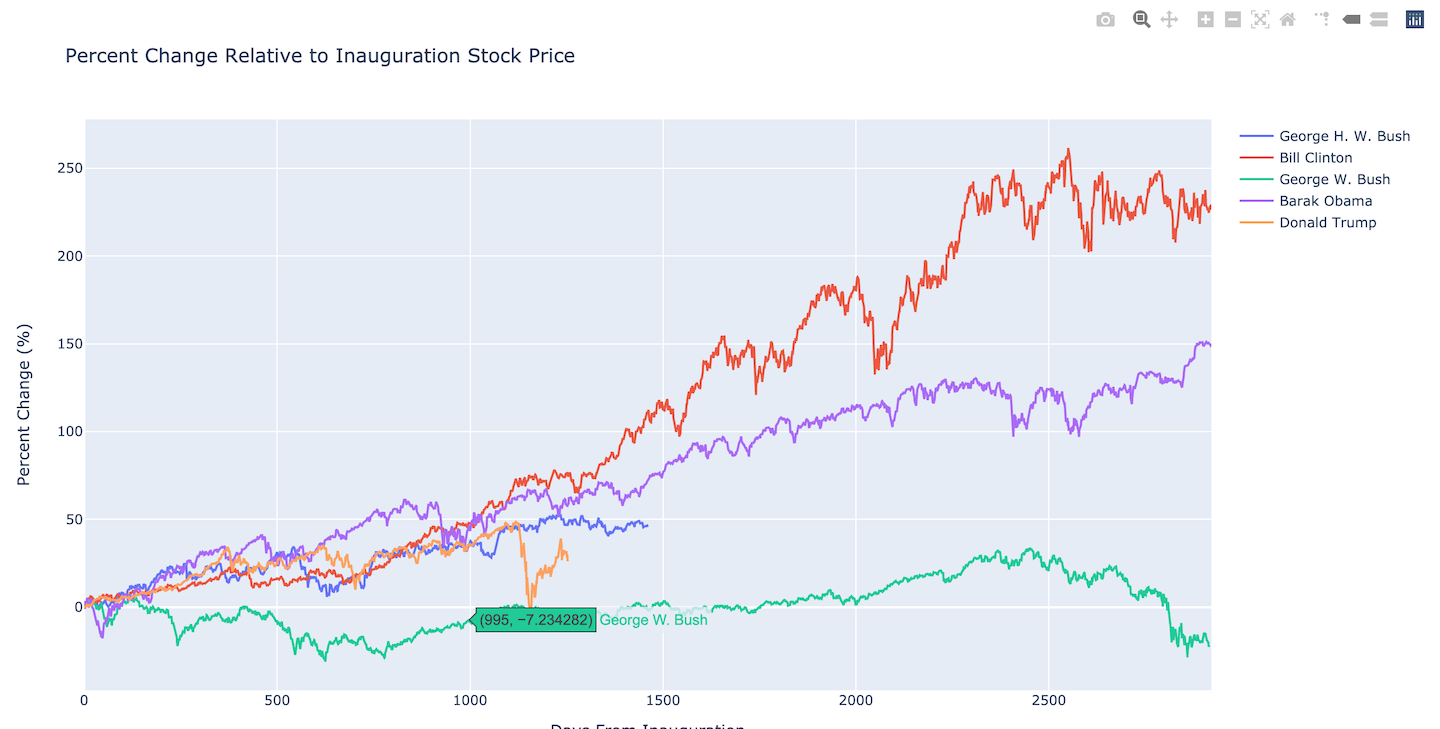 Percent Change Relative to Inauguration Stock Price
George H. W. Bush
Bill Clinton
George W. Bush
Barak Obama
Donald Trump
Percent Change (%)
250
200
150
100
50
0
(995, −7.234282) George W. Bush
0 500 1000 1500 2000 2500
Days From Inauguration